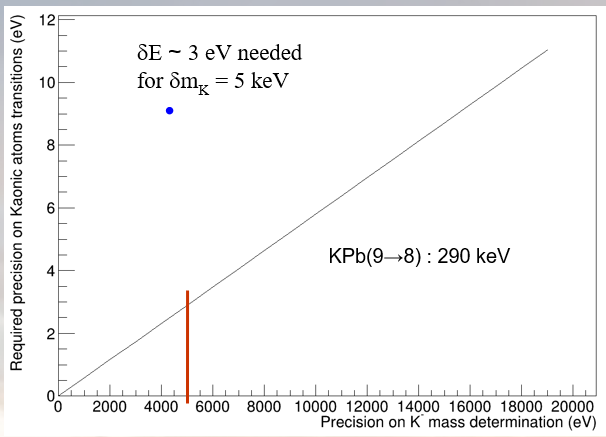 Required precision on Kaonic atoms transitions (eV)
12
10
8
6
4
2
0
δE ~ 3 eV needed
for δm_K = 5 keV
KPb(9→8) : 290 keV
0 2000 4000 6000 8000 10000 12000 14000 16000 18000 20000
Precision on K⁻ mass determination (eV)